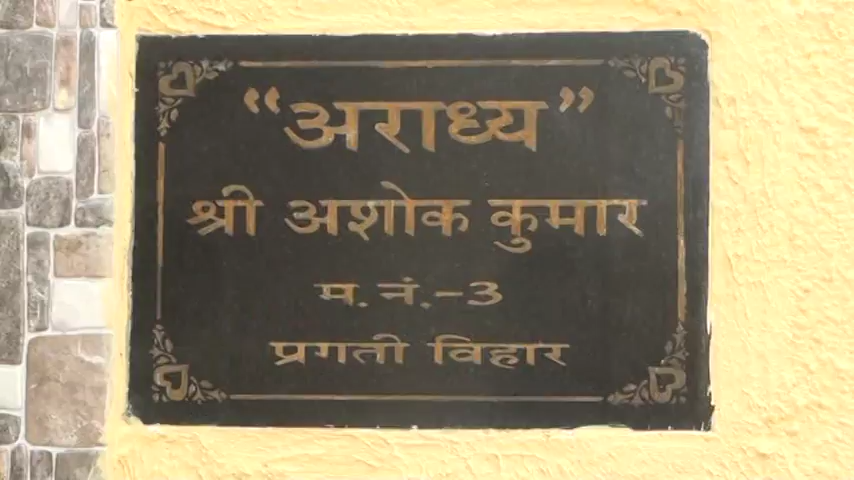 “अराध्य”
श्री अशोक कुमार
म. नं.-3
प्रगती विहार